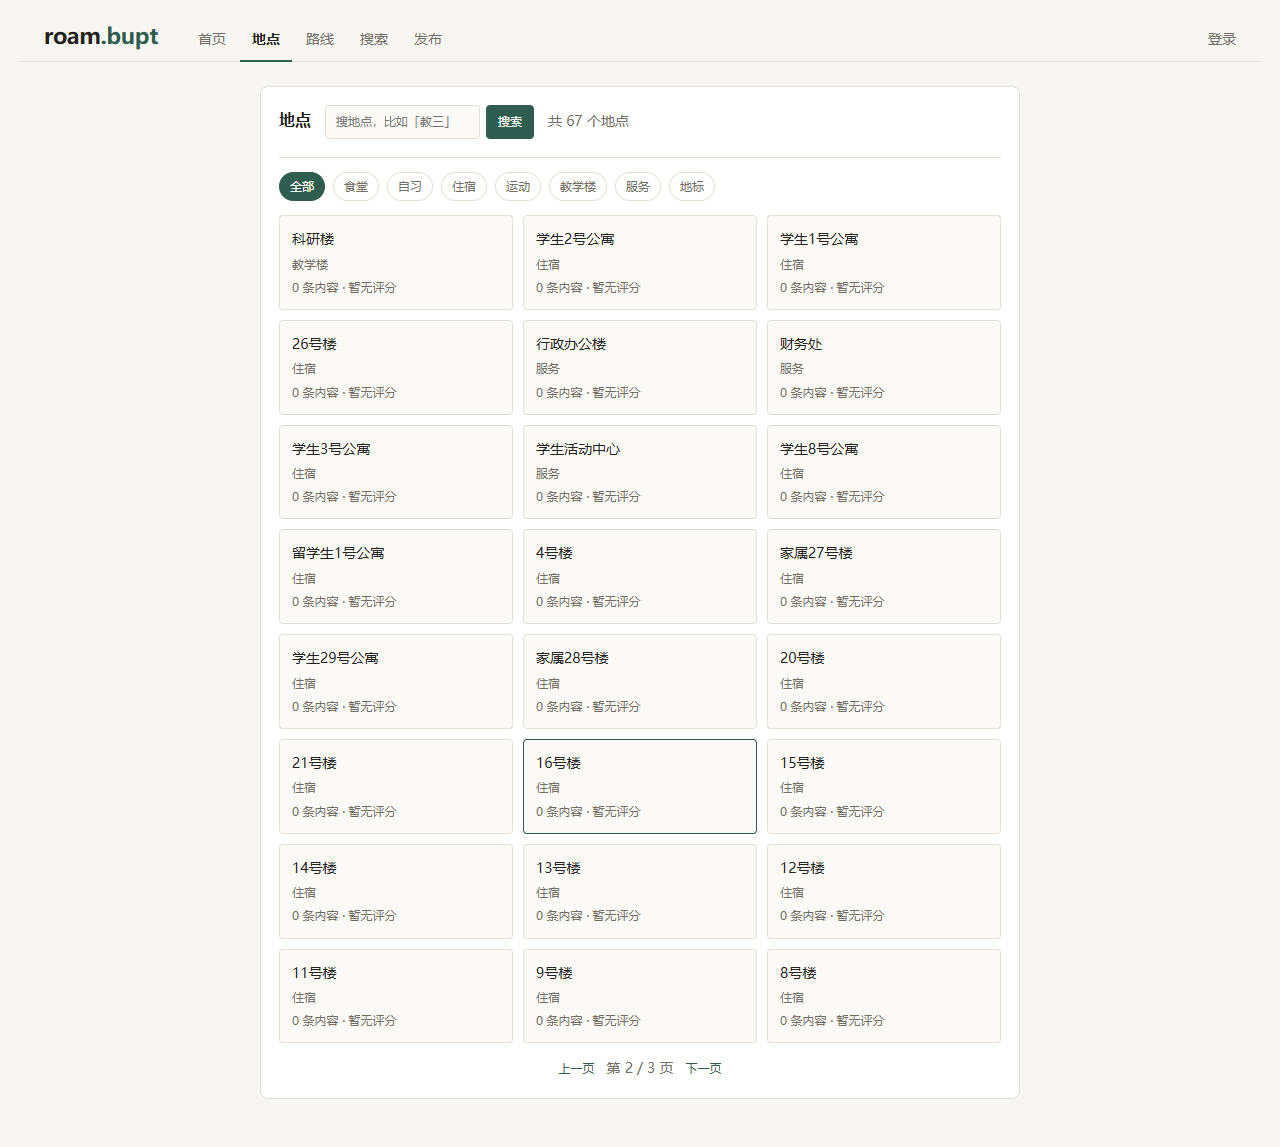 roam.bupt 首页 地点 路线 搜索 发布 登录
地点 搜地点，比如「教三」 搜索 共 67 个地点
全部 食堂 自习 住宿 运动 教学楼 服务 地标
科研楼 学生2号公寓 学生1号公寓
教学楼 住宿 住宿
0 条内容 · 暂无评分 0 条内容 · 暂无评分 0 条内容 · 暂无评分
26号楼 行政办公楼 财务处
住宿 服务 服务
0 条内容 · 暂无评分 0 条内容 · 暂无评分 0 条内容 · 暂无评分
学生3号公寓 学生活动中心 学生8号公寓
住宿 服务 住宿
0 条内容 · 暂无评分 0 条内容 · 暂无评分 0 条内容 · 暂无评分
留学生1号公寓 4号楼 家属27号楼
住宿 住宿 住宿
0 条内容 · 暂无评分 0 条内容 · 暂无评分 0 条内容 · 暂无评分
学生29号公寓 家属28号楼 20号楼
住宿 住宿 住宿
0 条内容 · 暂无评分 0 条内容 · 暂无评分 0 条内容 · 暂无评分
21号楼 16号楼 15号楼
住宿 住宿 住宿
0 条内容 · 暂无评分 0 条内容 · 暂无评分 0 条内容 · 暂无评分
14号楼 13号楼 12号楼
住宿 住宿 住宿
0 条内容 · 暂无评分 0 条内容 · 暂无评分 0 条内容 · 暂无评分
11号楼 9号楼 8号楼
住宿 住宿 住宿
0 条内容 · 暂无评分 0 条内容 · 暂无评分 0 条内容 · 暂无评分
上一页 第 2 / 3 页 下一页